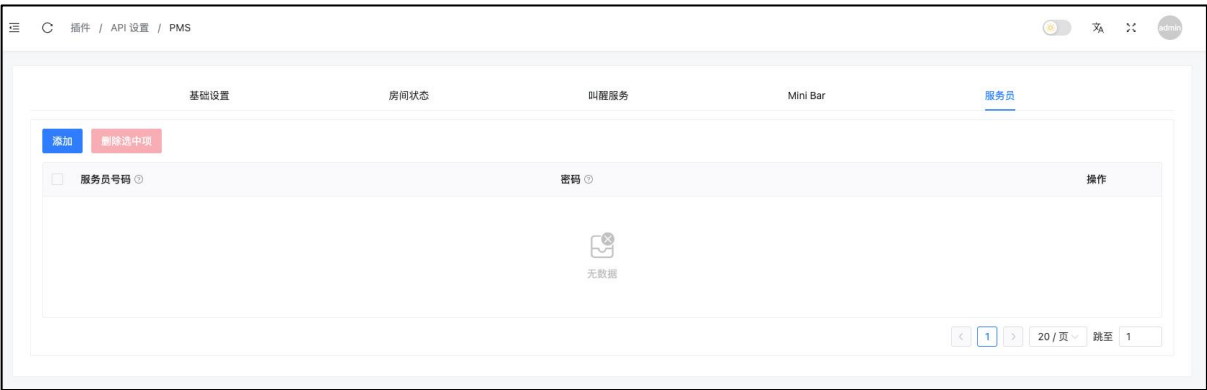 插件 / API 设置 / PMS
admin
基础设置 房间状态 叫醒服务 Mini Bar 服务员
添加 删除选中项
服务员号码 密码 操作
无数据
1 20 / 页 跳至 1